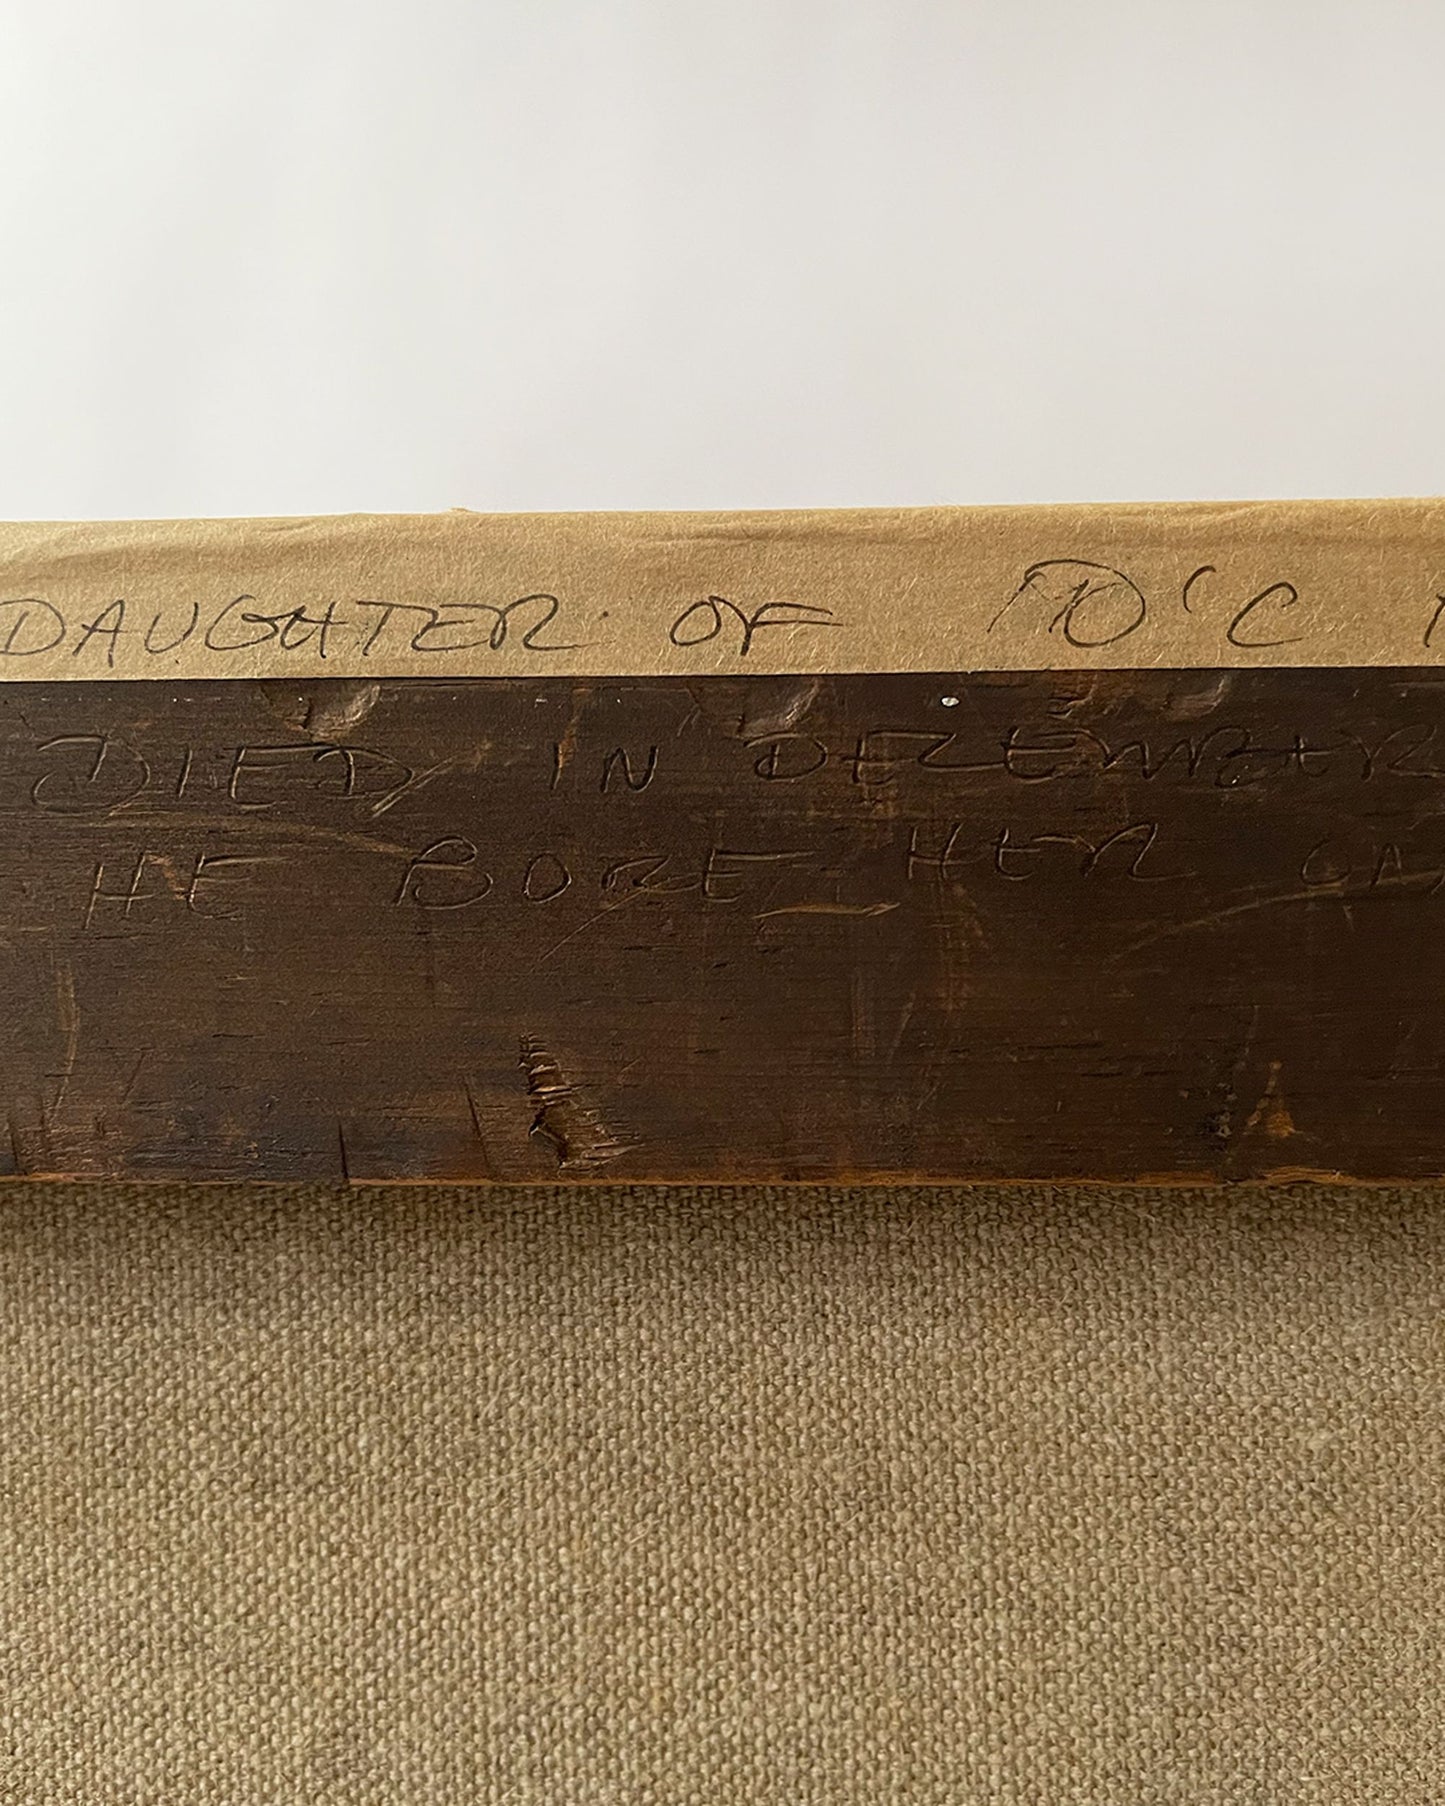 DAUGHTER OF D'C
DIED IN DECEMBER
HE BORE HER